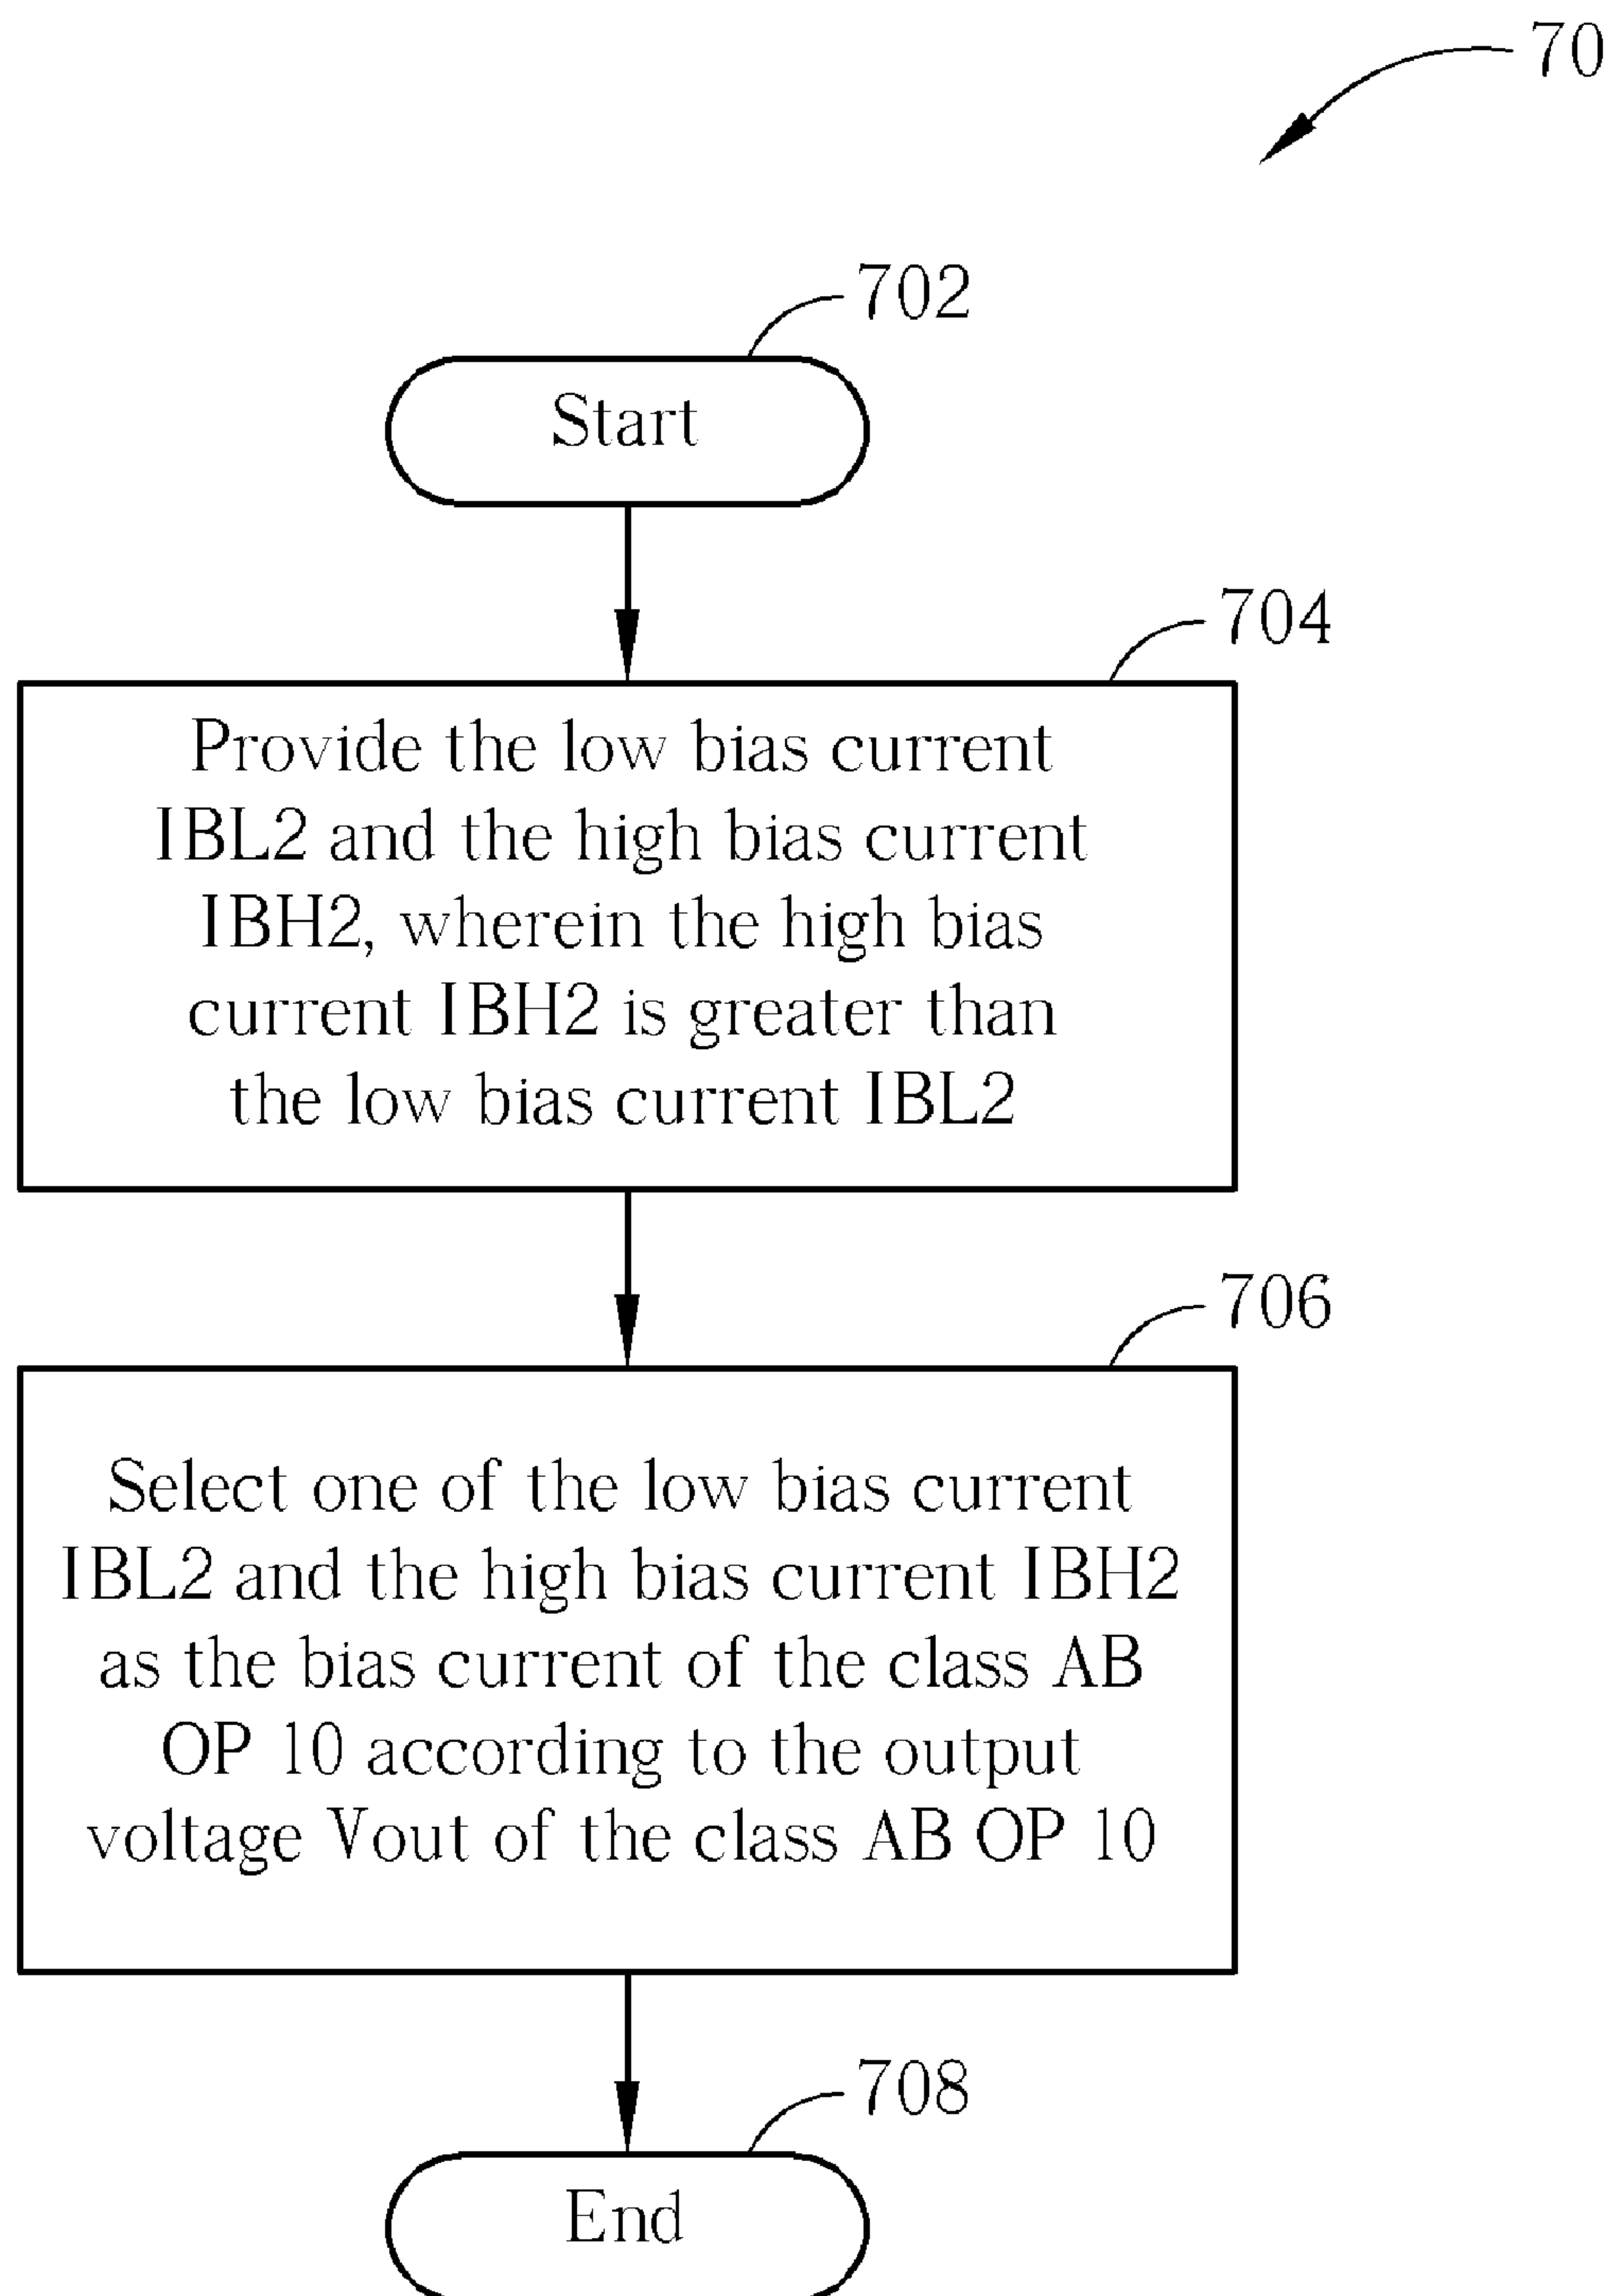 70
702
Start
704
Provide the low bias current
IBL2 and the high bias current
IBH2, wherein the high bias
current IBH2 is greater than
the low bias current IBL2
706
Select one of the low bias current
IBL2 and the high bias current IBH2
as the bias current of the class AB
OP 10 according to the output
voltage Vout of the class AB OP 10
708
End